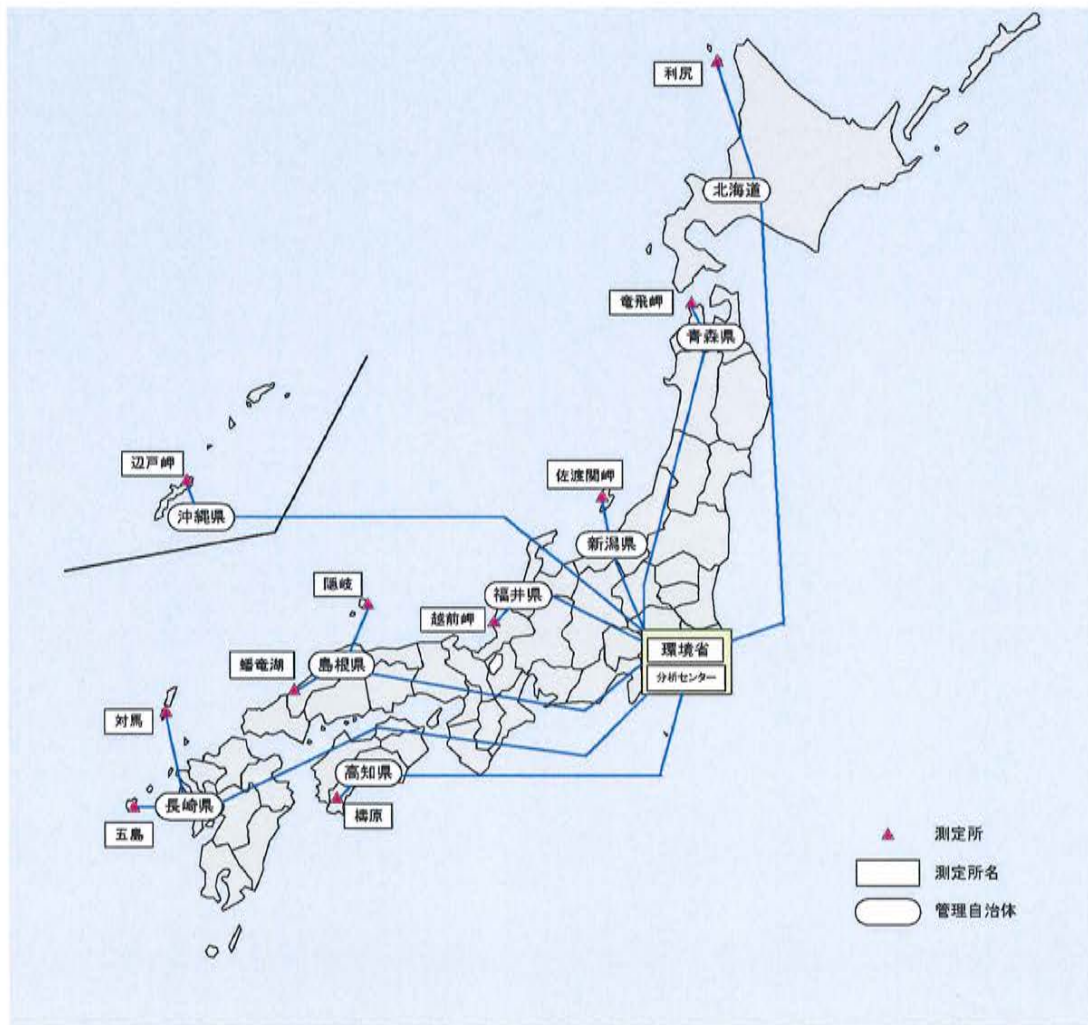 利尻
北海道
竜飛岬
青森県
辺戸岬
沖縄県
佐渡関岬
新潟県
隠岐
福井県
越前岬
環境省
分析センター
蟠竜湖
島根県
対馬
高知県
長崎県
五島
梼原
測定所
測定所名
管理自治体